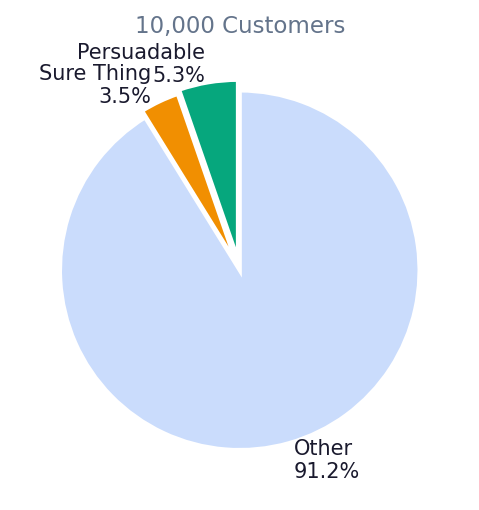 10,000 Customers
Persuadable
5.3%
Sure Thing
3.5%
Other
91.2%